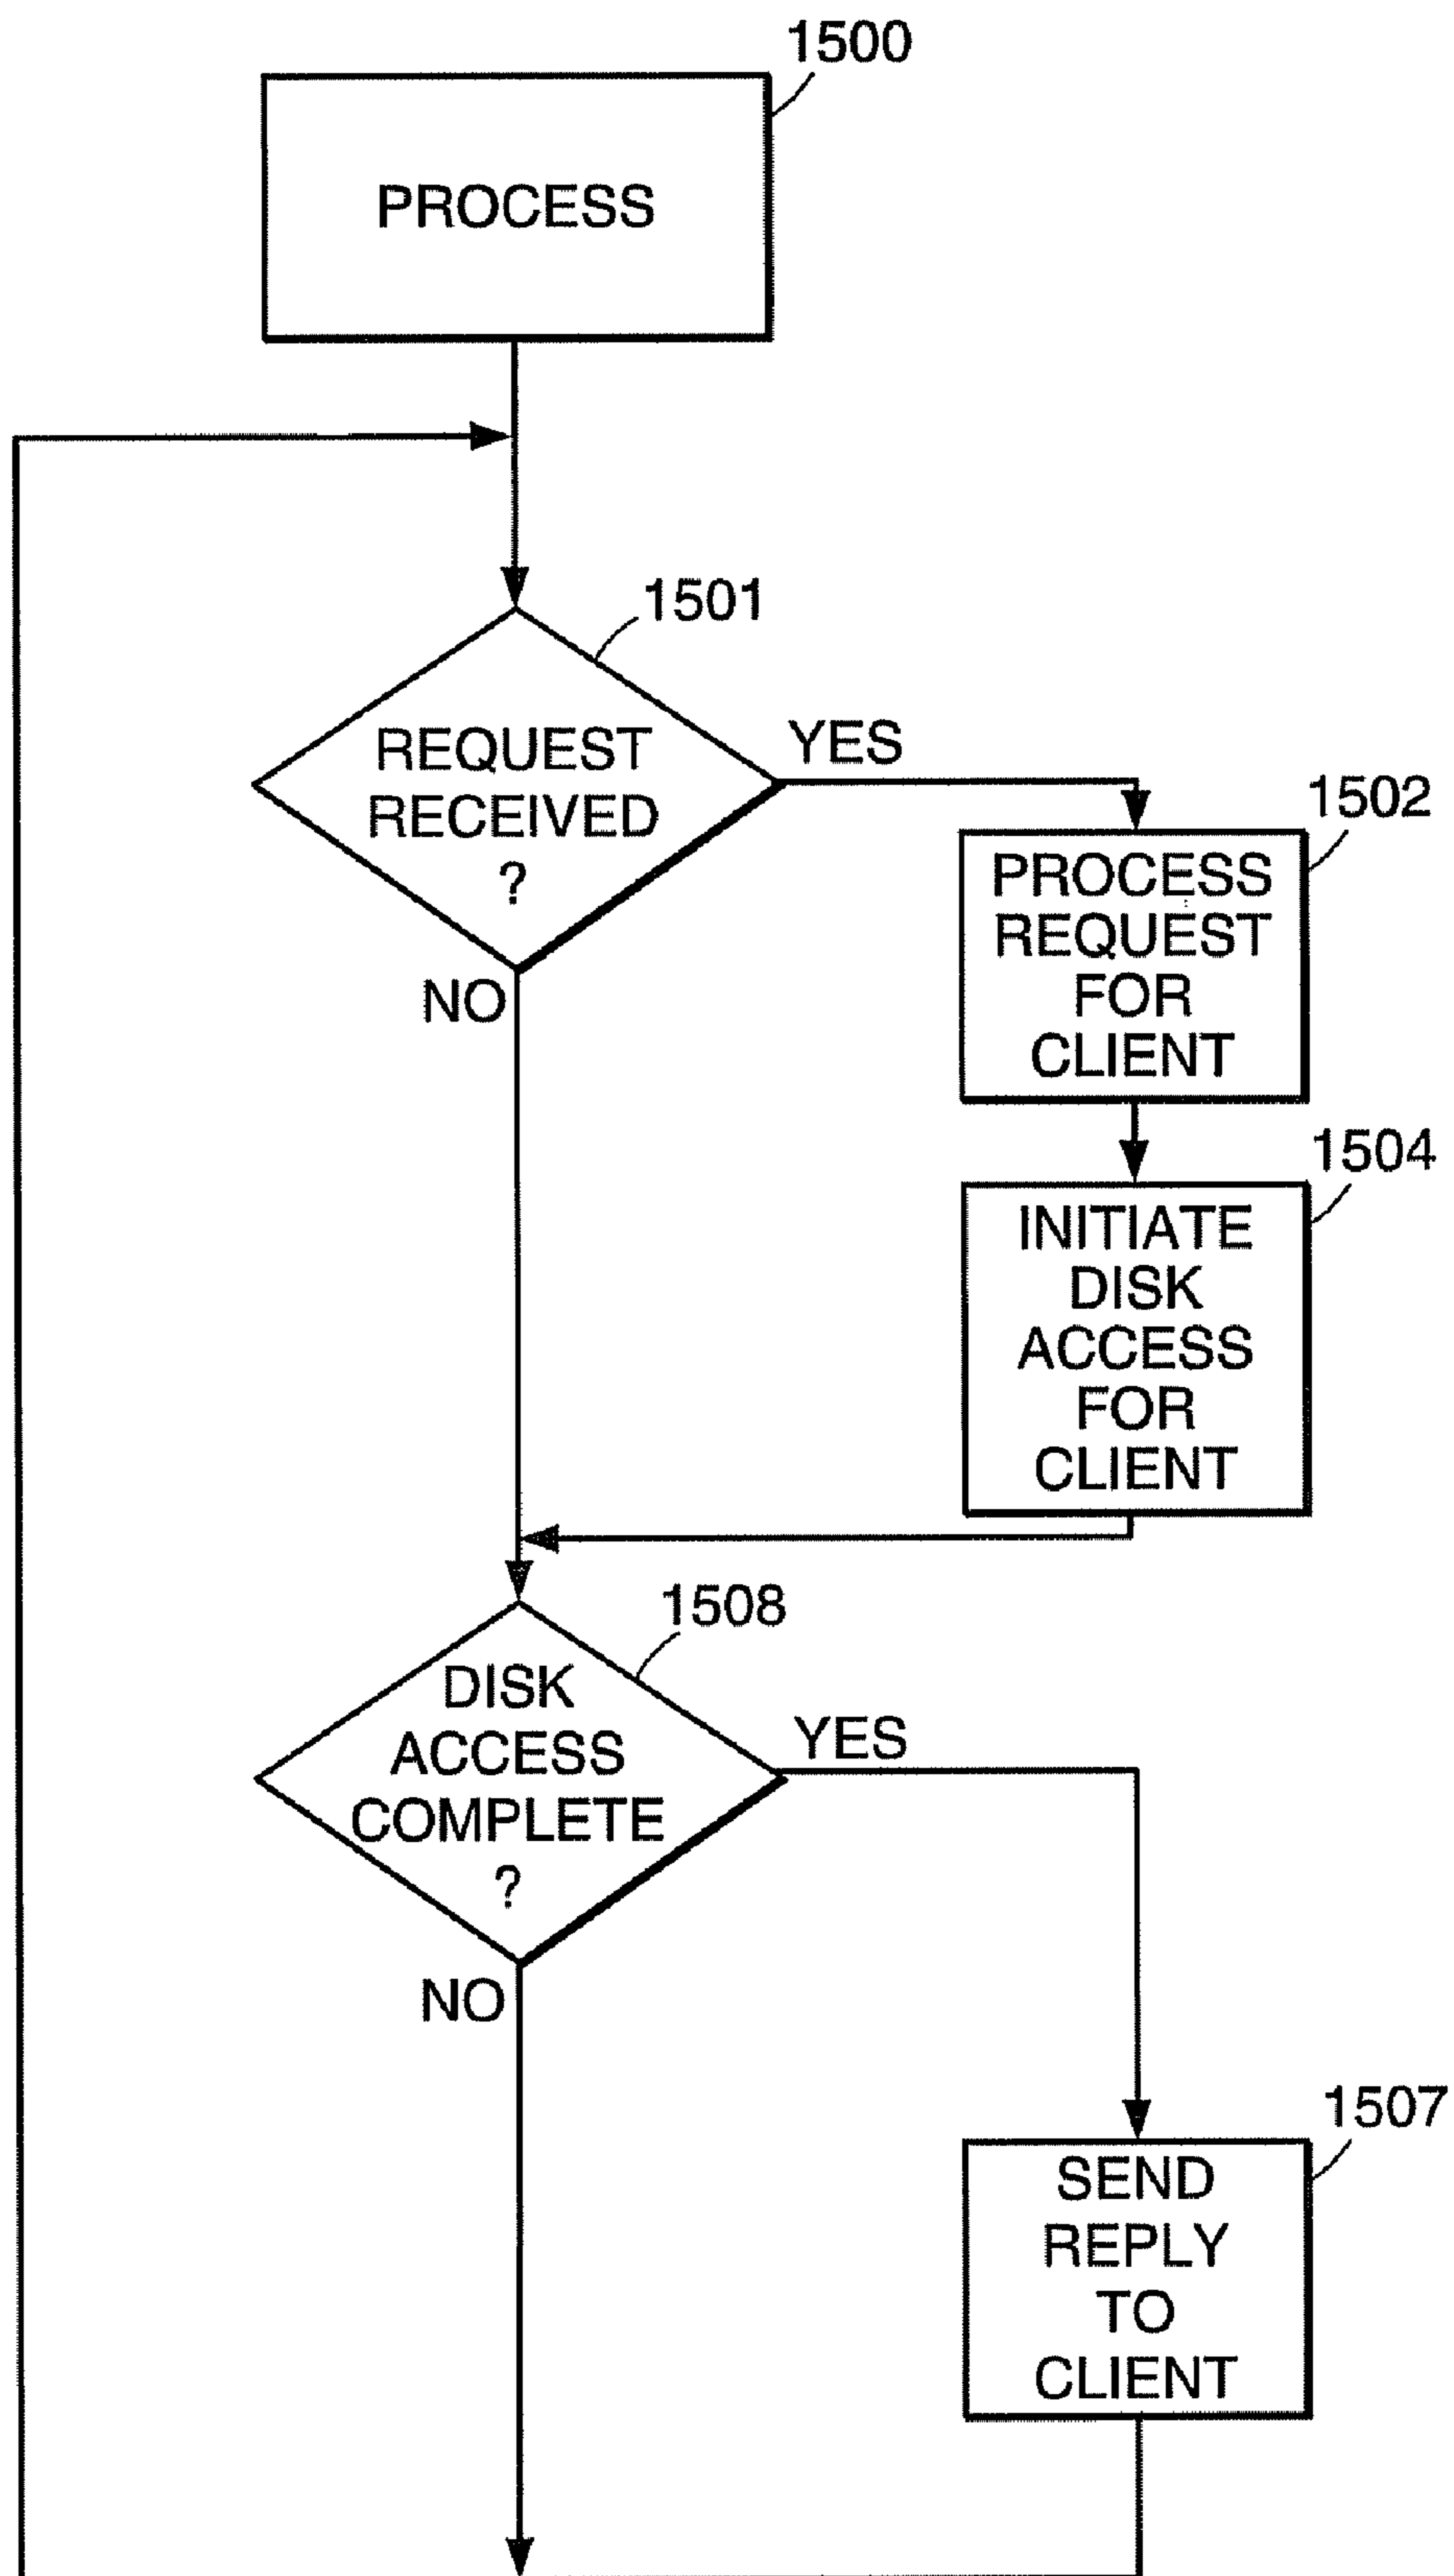 1500
PROCESS
1501
REQUEST
RECEIVED
?
YES
NO
1502
PROCESS
REQUEST
FOR
CLIENT
1504
INITIATE
DISK
ACCESS
FOR
CLIENT
1508
DISK
ACCESS
COMPLETE
?
YES
NO
1507
SEND
REPLY
TO
CLIENT